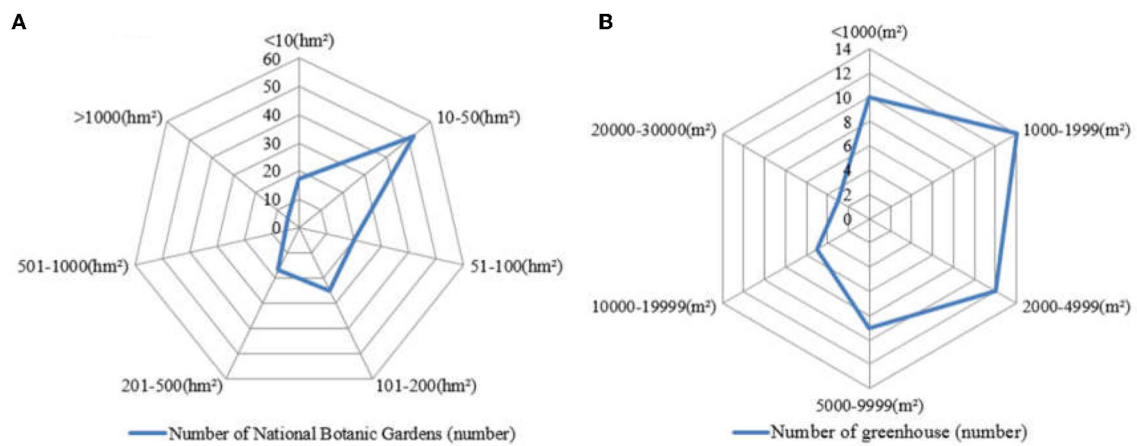 A
<10(hm²)
60
50
40
30
20
10
0
10-50(hm²)
51-100(hm²)
101-200(hm²)
201-500(hm²)
501-1000(hm²)
>1000(hm²)
Number of National Botanic Gardens (number)
B
<1000(m²)
14
12
10
8
6
4
2
0
1000-1999(m²)
2000-4999(m²)
5000-9999(m²)
10000-19999(m²)
20000-30000(m²)
Number of greenhouse (number)